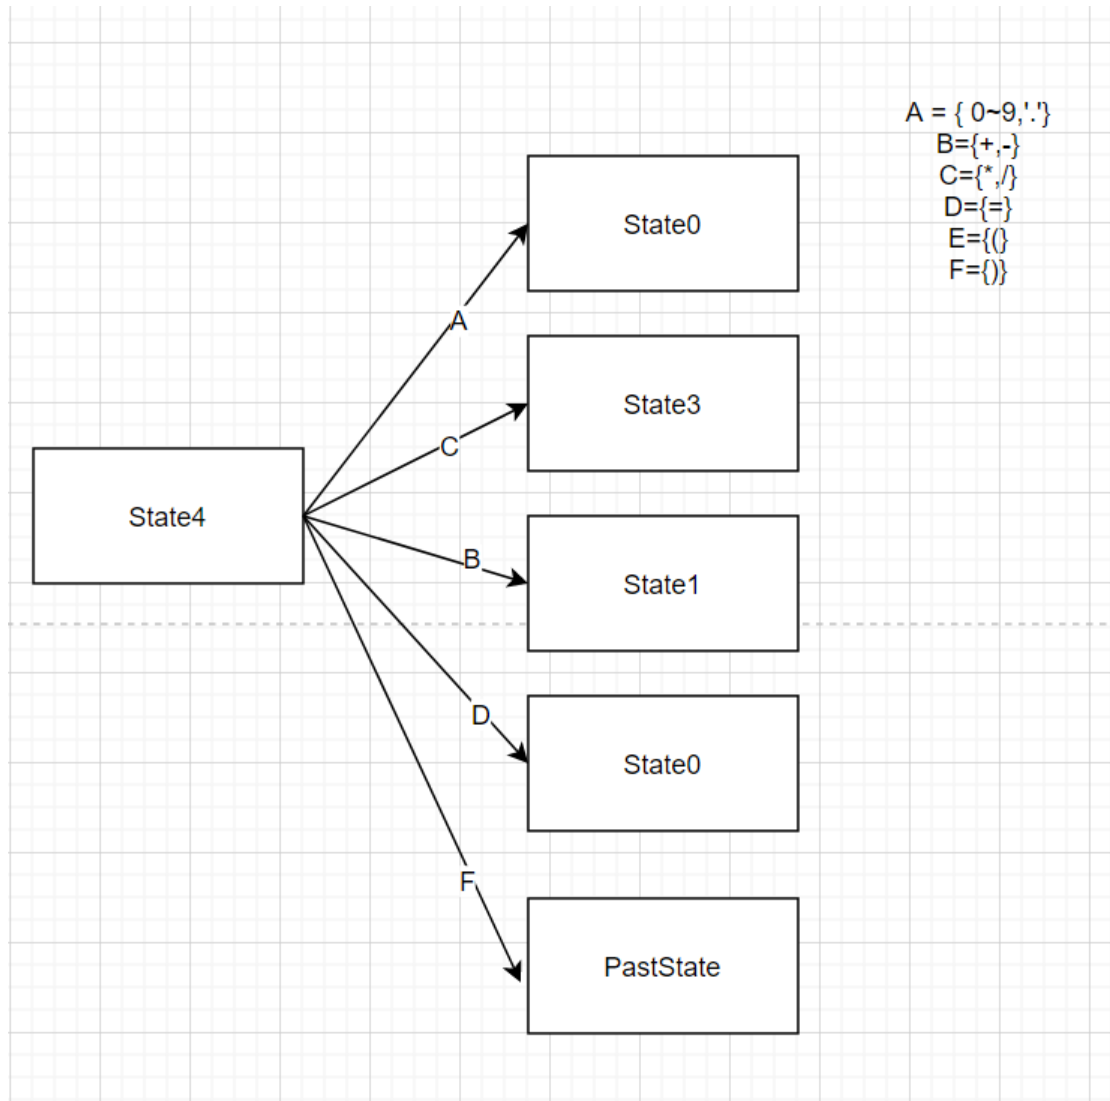 A = { 0~9,'.'}
B={+,-}
C={*,/}
D={=}
E={(}
F={)}
State0
A
State3
C
State4
B
State1
D
State0
F
PastState